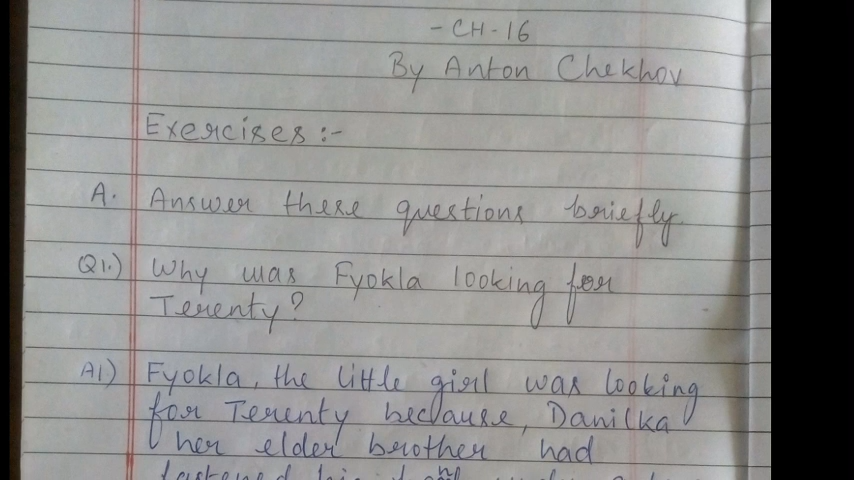 - CH - 16
By Anton Chekhov
Exercises :-
A. Answer these questions briefly.
Q1.) Why was Fyokla looking for
Terenty?
A1) Fyokla, the little girl was looking
for Terenty because, Danilka
her elder brother had